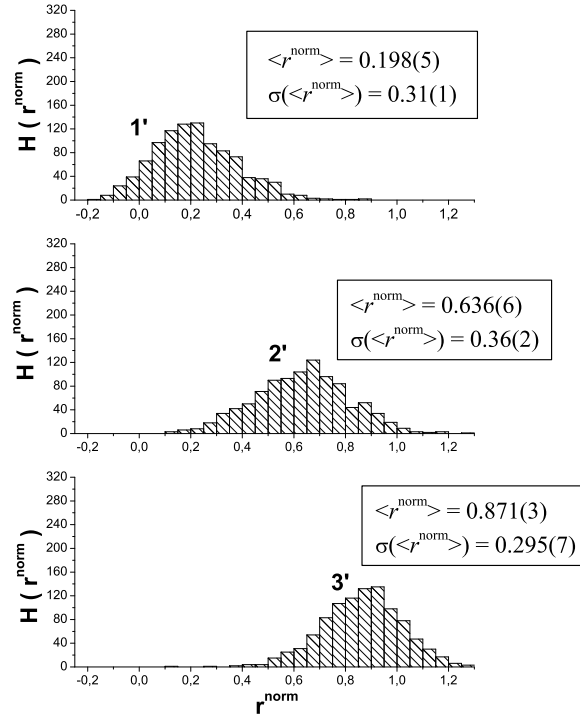 320
280
240
200
160
120
80
40
0
H ( r^norm )
<r^norm> = 0.198(5)
σ(<r^norm>) = 0.31(1)
1'
-0,2 0,0 0,2 0,4 0,6 0,8 1,0 1,2
320
280
240
200
160
120
80
40
0
H ( r^norm )
<r^norm> = 0.636(6)
σ(<r^norm>) = 0.36(2)
2'
-0,2 0,0 0,2 0,4 0,6 0,8 1,0 1,2
320
280
240
200
160
120
80
40
0
H ( r^norm )
<r^norm> = 0.871(3)
σ(<r^norm>) = 0.295(7)
3'
-0,2 0,0 0,2 0,4 0,6 0,8 1,0 1,2
r^norm